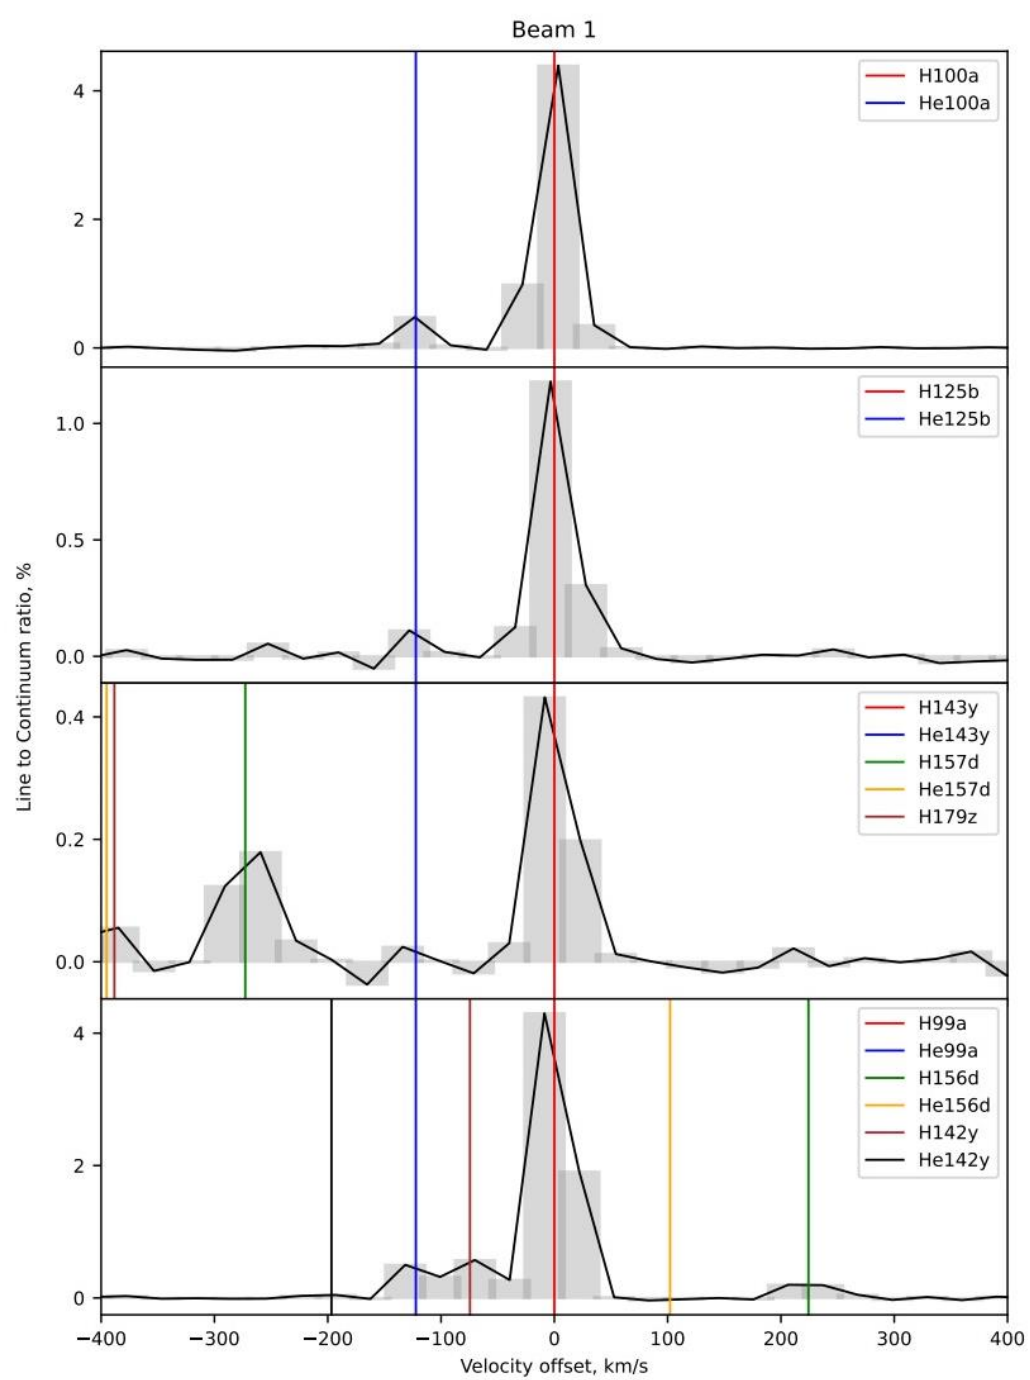 Beam 1
H100a
He100a
4
2
0
H125b
He125b
1.0
0.5
0.0
Line to Continuum ratio, %
H143y
He143y
H157d
He157d
H179z
0.4
0.2
0.0
H99a
He99a
H156d
He156d
H142y
He142y
4
2
0
−400 −300 −200 −100 0 100 200 300 400
Velocity offset, km/s